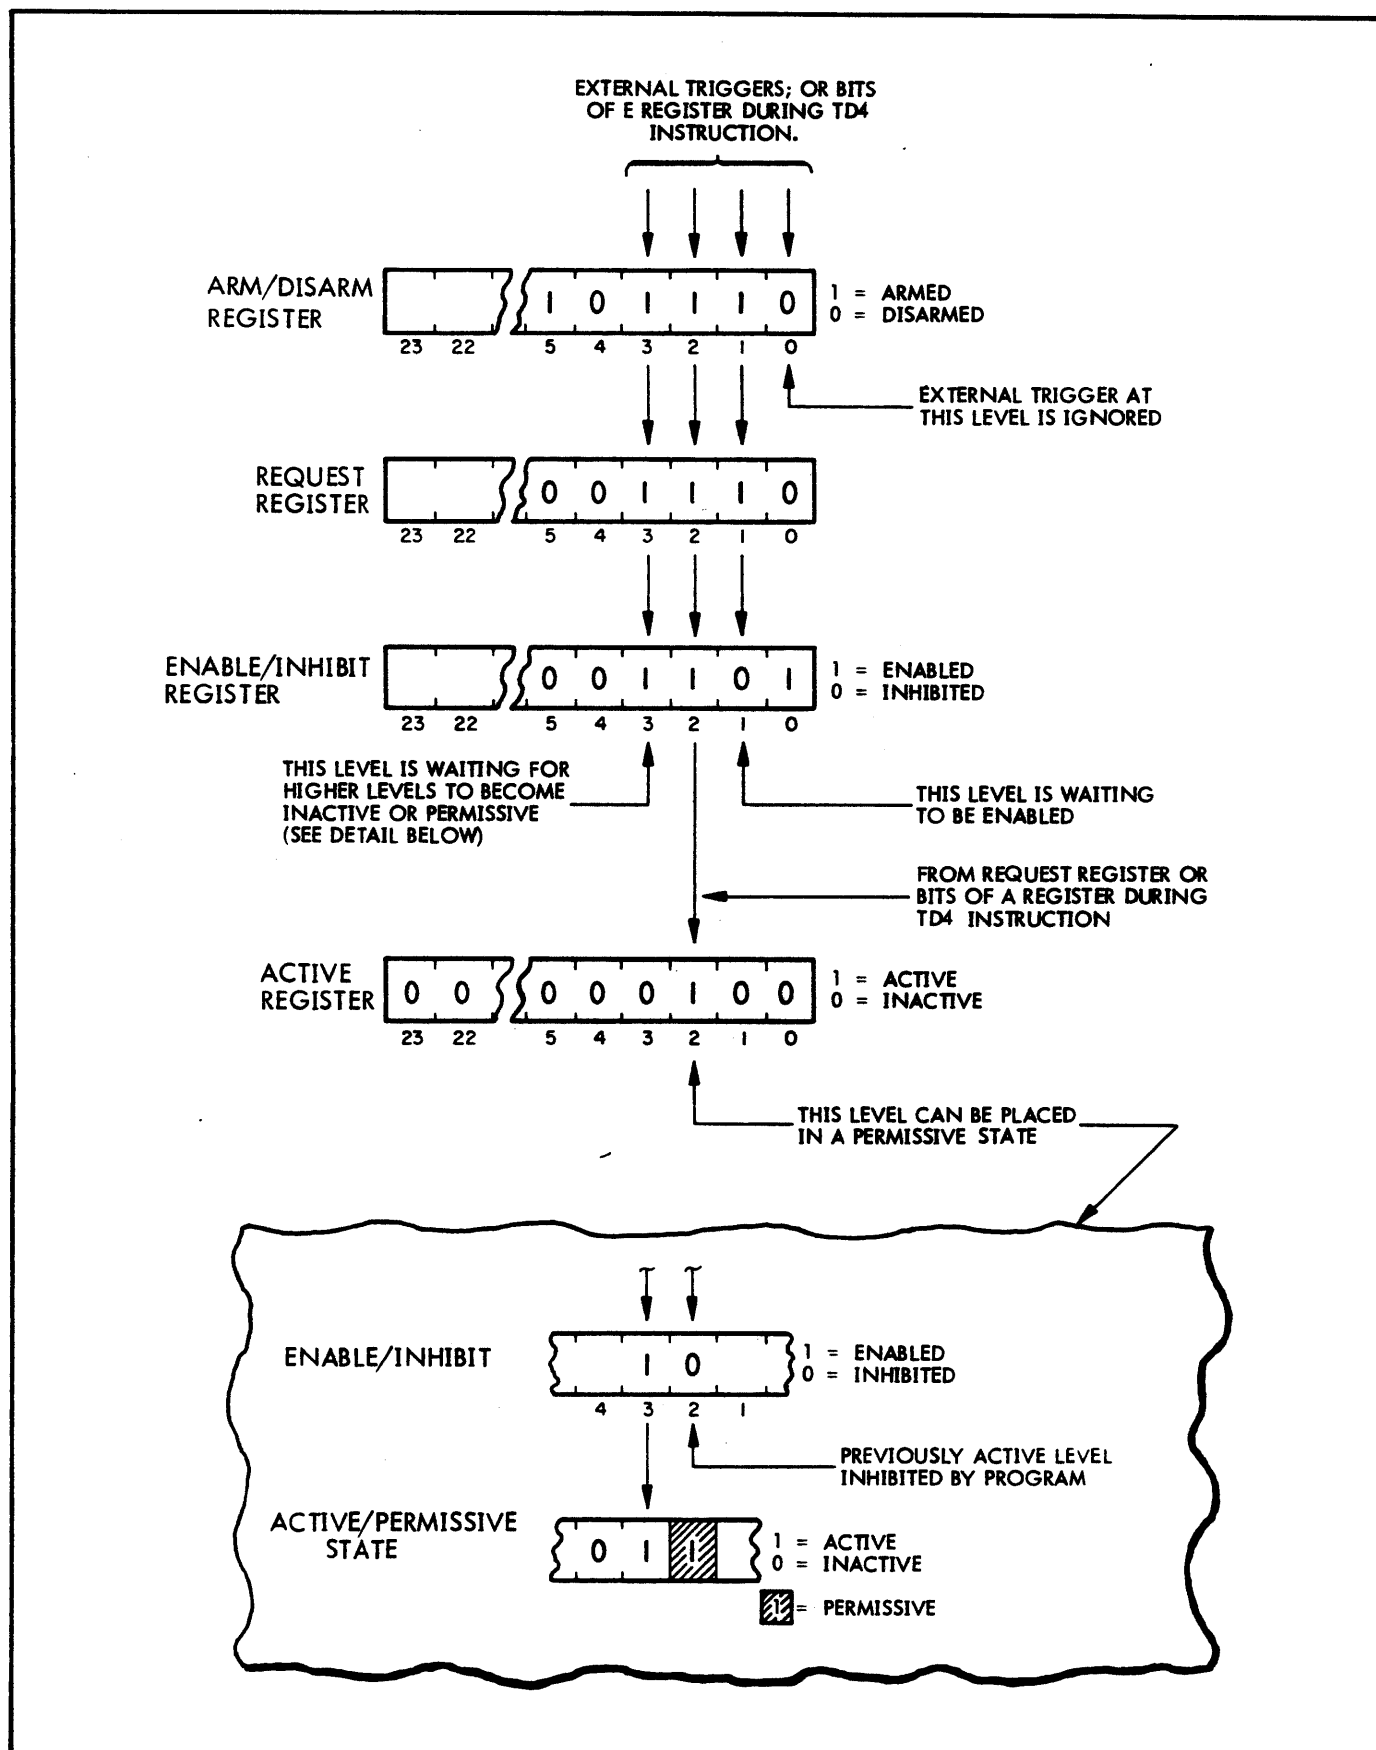 EXTERNAL TRIGGERS; OR BITS
OF E REGISTER DURING TD4
INSTRUCTION.
ARM/DISARM
REGISTER
1 0 1 1 1 0
1 = ARMED
0 = DISARMED
23 22 5 4 3 2 1 0
EXTERNAL TRIGGER AT
THIS LEVEL IS IGNORED
REQUEST
REGISTER
0 0 1 1 1 0
23 22 5 4 3 2 1 0
ENABLE/INHIBIT
REGISTER
0 0 1 1 0 1
1 = ENABLED
0 = INHIBITED
23 22 5 4 3 2 1 0
THIS LEVEL IS WAITING FOR
HIGHER LEVELS TO BECOME
INACTIVE OR PERMISSIVE
(SEE DETAIL BELOW)
THIS LEVEL IS WAITING
TO BE ENABLED
FROM REQUEST REGISTER OR
BITS OF A REGISTER DURING
TD4 INSTRUCTION
ACTIVE
REGISTER
0 0 0 0 0 1 0 0
1 = ACTIVE
0 = INACTIVE
23 22 5 4 3 2 1 0
THIS LEVEL CAN BE PLACED
IN A PERMISSIVE STATE
ENABLE/INHIBIT
1 0
1 = ENABLED
0 = INHIBITED
4 3 2 1
PREVIOUSLY ACTIVE LEVEL
INHIBITED BY PROGRAM
ACTIVE/PERMISSIVE
STATE
0 1 1
1 = ACTIVE
0 = INACTIVE
1 = PERMISSIVE